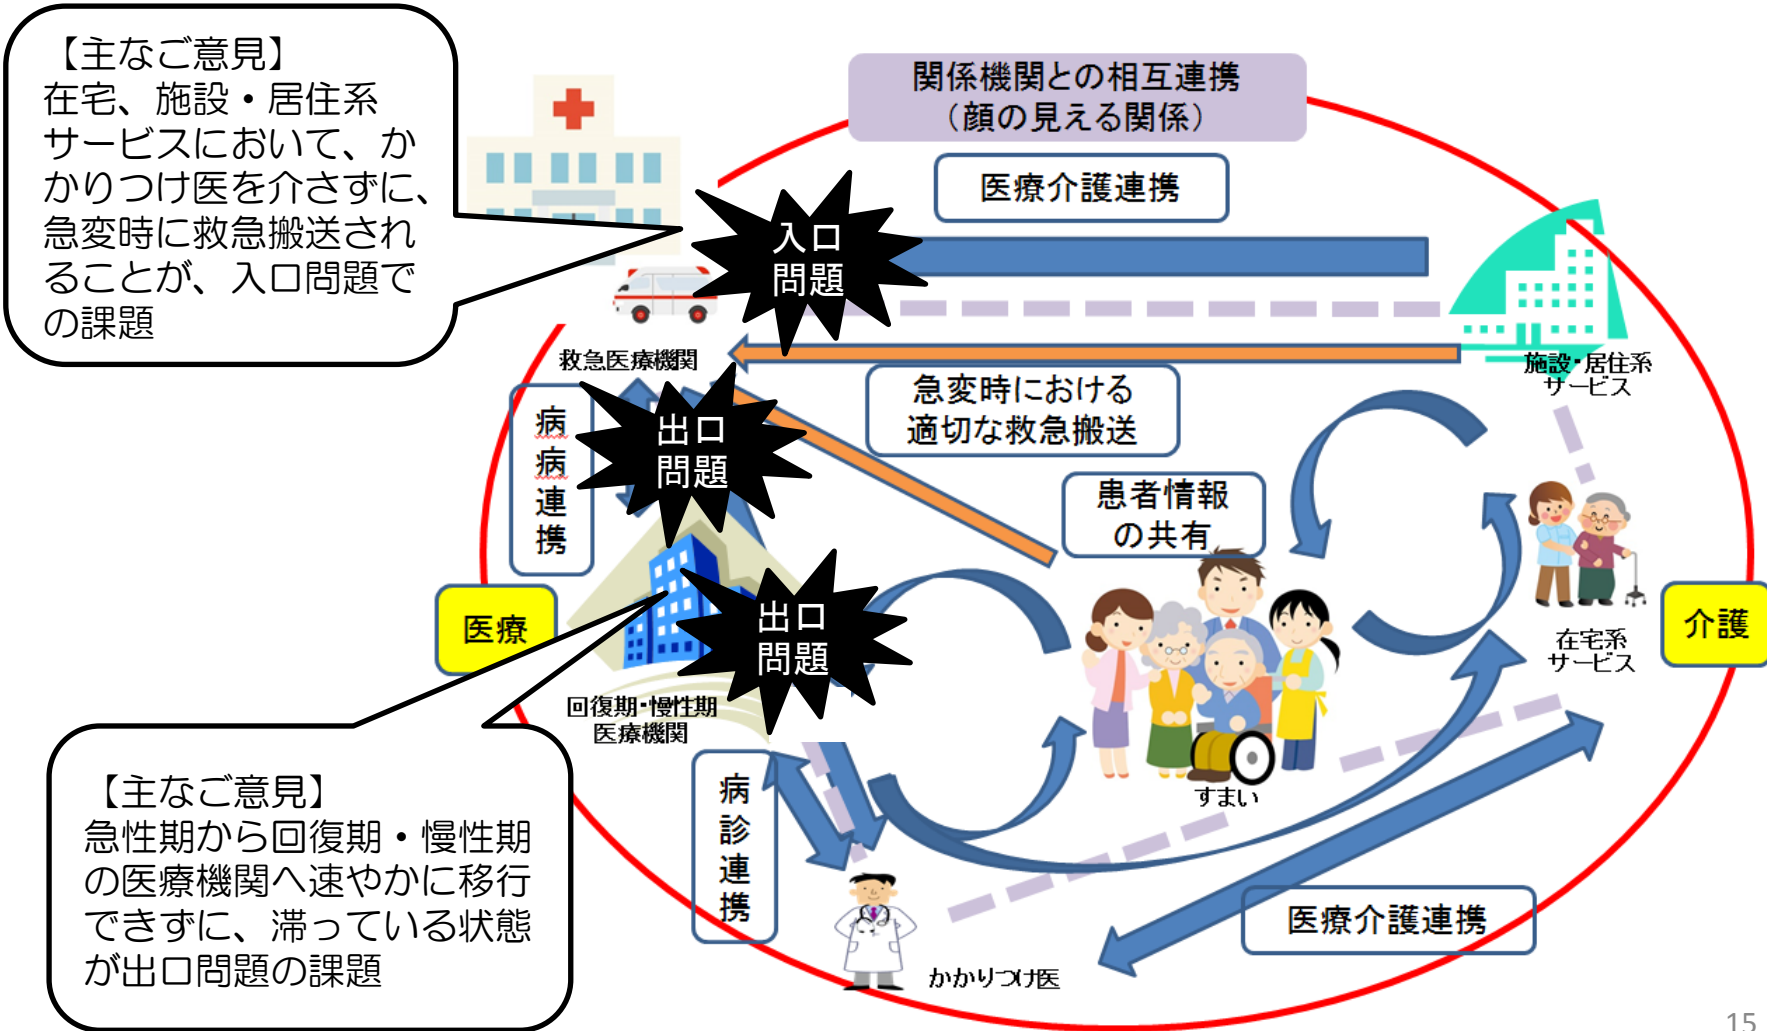 【主なご意見】
在宅、施設・居住系
サービスにおいて、か
かりつけ医を介さずに、
急変時に救急搬送され
ることが、入口問題で
の課題
関係機関との相互連携
（顔の見える関係）
医療介護連携
入口
問題
救急医療機関
施設・居住系
サービス
急変時における
適切な救急搬送
病
病
連
携
出口
問題
患者情報
の共有
医療
出口
問題
在宅系
サービス
介護
回復期・慢性期
医療機関
すまい
【主なご意見】
急性期から回復期・慢性期
の医療機関へ速やかに移行
できずに、滞っている状態
が出口問題の課題
病
診
連
携
医療介護連携
かかりつけ医
15